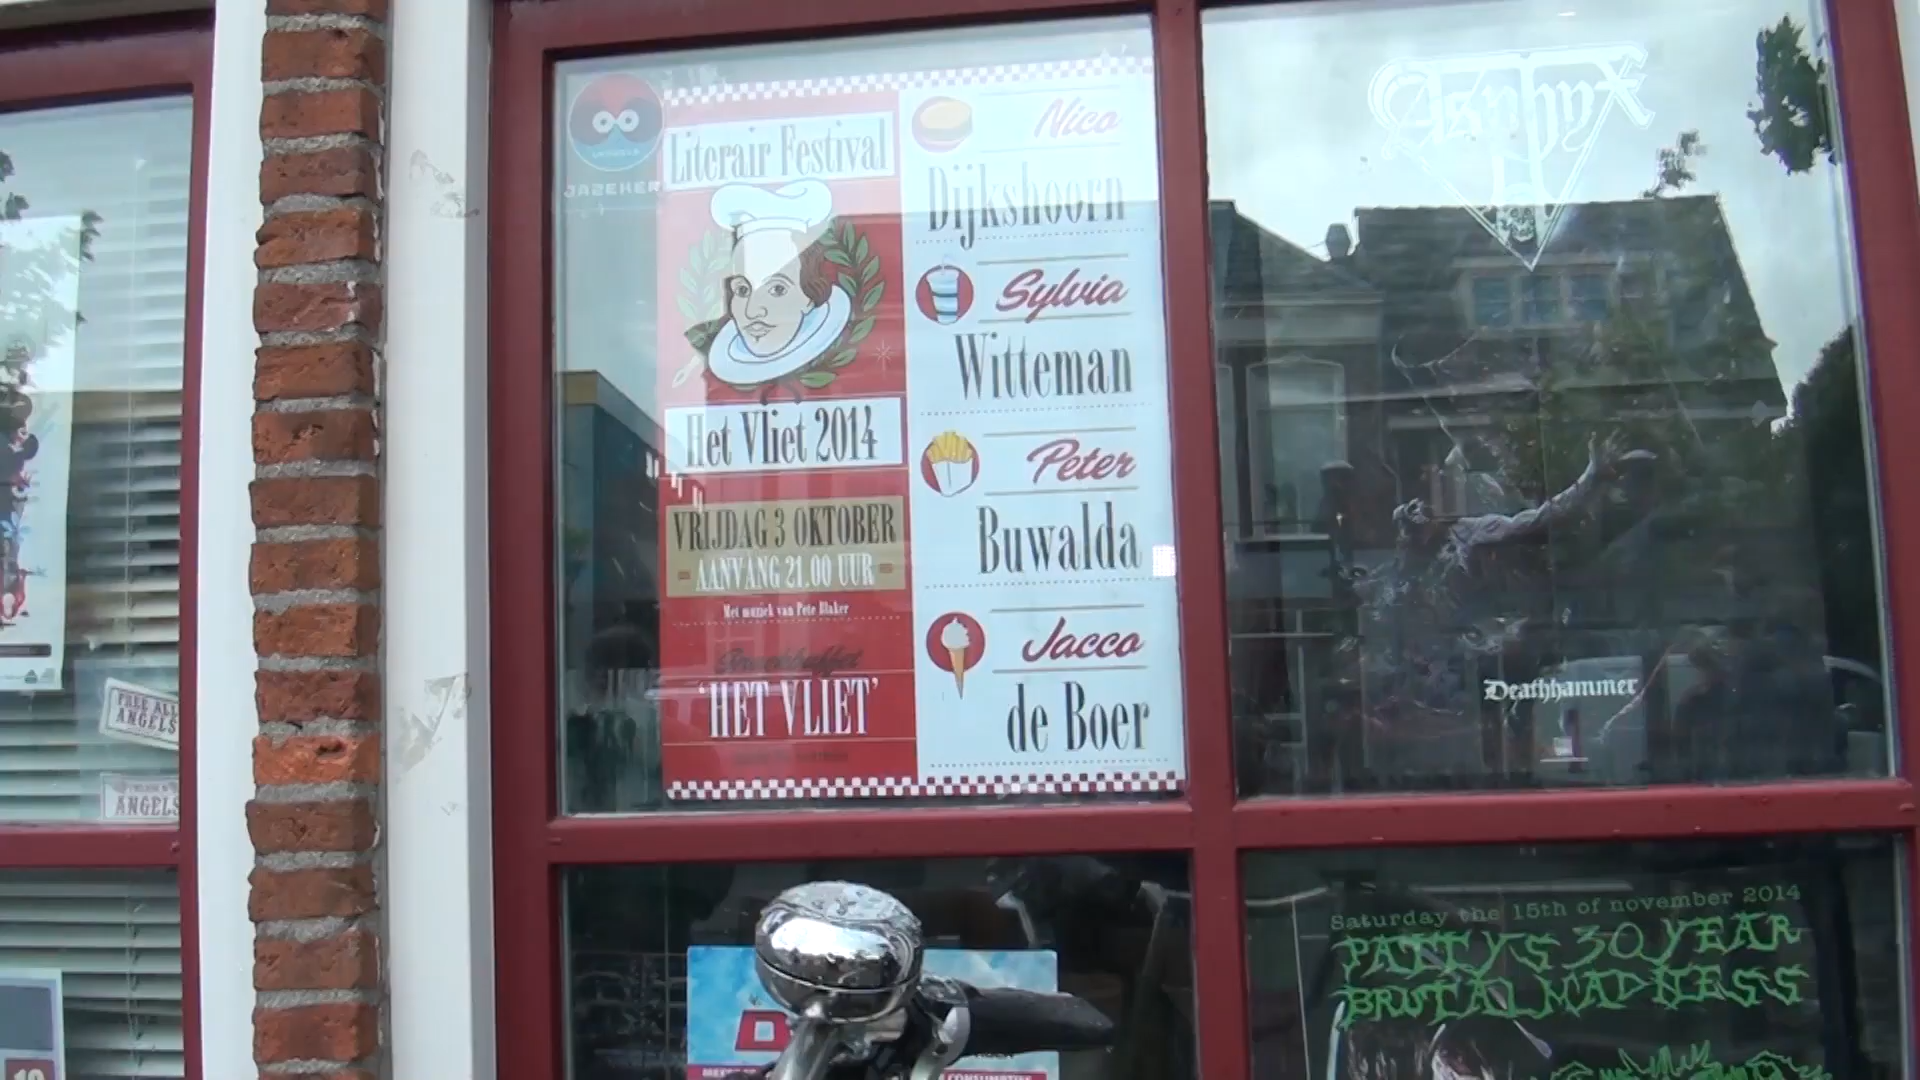 JAZEKER
Literair Festival
Het Vliet 2014
VRIJDAG 3 OKTOBER
AANVANG 21.00 UUR
Met muziek van Pete Blaker
'HET VLIET'
Nico
Dijkshoorn
Sylvia
Witteman
Peter
Buwalda
Jacco
de Boer
Asphyx
Deathhammer
FREE ALL
ANGELS
ANGELS
Saturday the 15th of november 2014
PATTY'S 30 YEAR
BRUTAL MADNESS